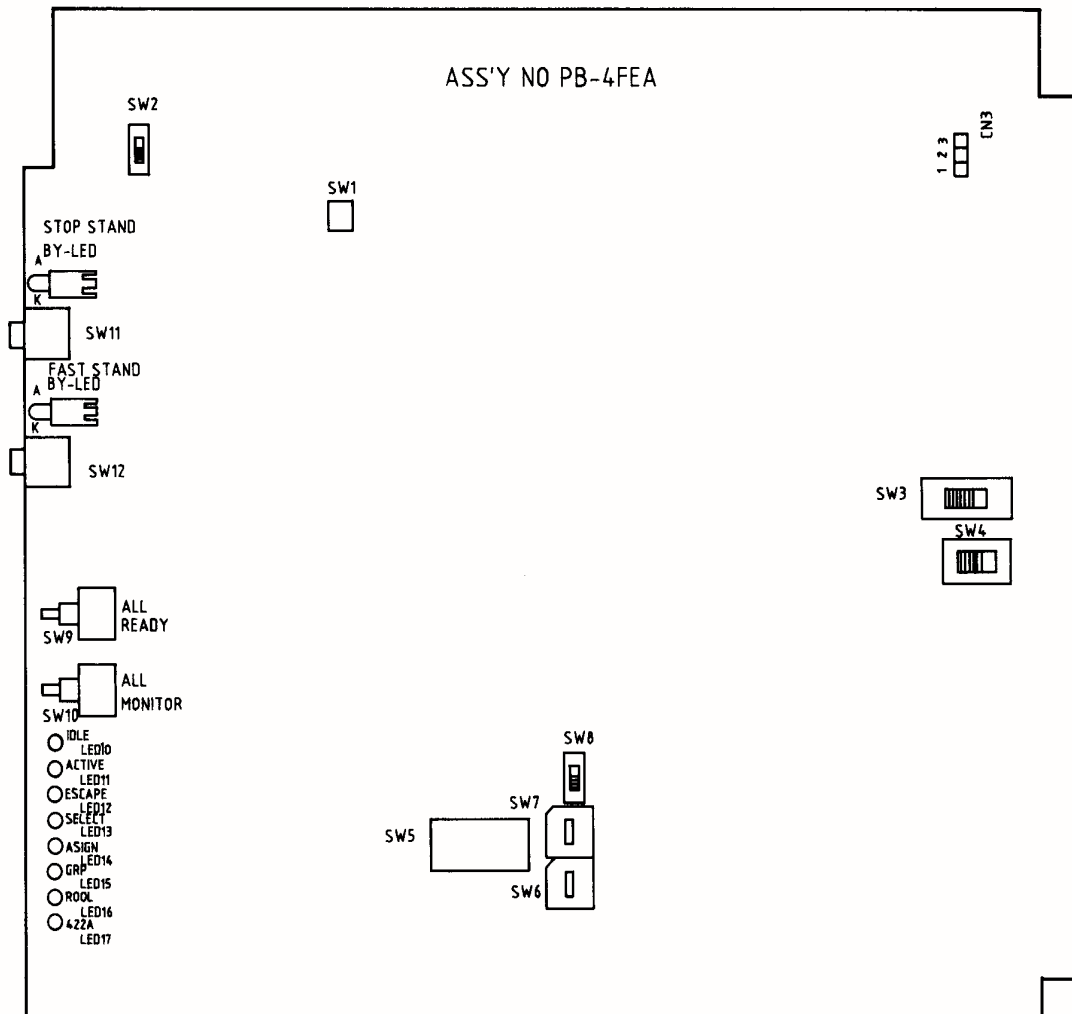 ASS'Y NO PB-4FEA
SW2
CN3
1 2 3
SW1
STOP STAND
BY-LED
A
K
SW11
FAST STAND
BY-LED
A
K
SW12
SW3
SW4
ALL
READY
SW9
ALL
MONITOR
SW10
IDLE
LED10
ACTIVE
LED11
ESCAPE
LED12
SELECT
LED13
ASIGN
LED14
GRP
LED15
ROOL
LED16
422A
LED17
SW8
SW7
SW5
SW6